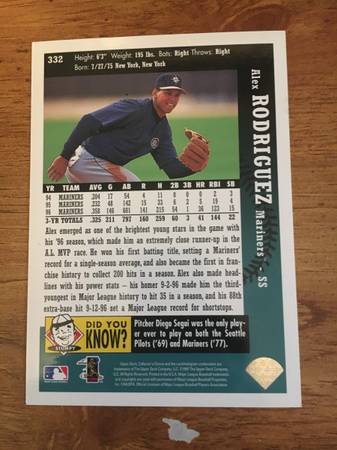 332
Height: 6'3" Weight: 195 lbs. Bats: Right Throws: Right
Born: 7/27/75 New York, New York
Alex RODRIGUEZ Mariners SS
YR TEAM AVG G AB R H 2B 3B HR RBI SB
94 MARINERS .204 17 54 4 11 0 0 0 2 3
95 MARINERS .232 48 142 15 33 6 2 5 19 4
96 MARINERS .358 146 601 141 215 54 1 36 123 15
3-YR TOTALS .325 211 797 160 259 60 3 41 144 22
Alex emerged as one of the brightest young stars in the game with
his '96 season, which made him an extremely close runner-up in the
A.L. MVP race. He won his first batting title, setting a Mariners'
record for a single-season average, and also became the first in fran-
chise history to collect 200 hits in a season. Alex also made head-
lines with his power stats – his homer 9-2-96 made him the third-
youngest in Major League history to hit 35 in a season, and his 88th
extra-base hit 9-12-96 set a Major League record for shortstops.
STUMPY
DID YOU
KNOW?
Pitcher Diego Segui was the only play-
er ever to play on both the Seattle
Pilots ('69) and Mariners ('77).